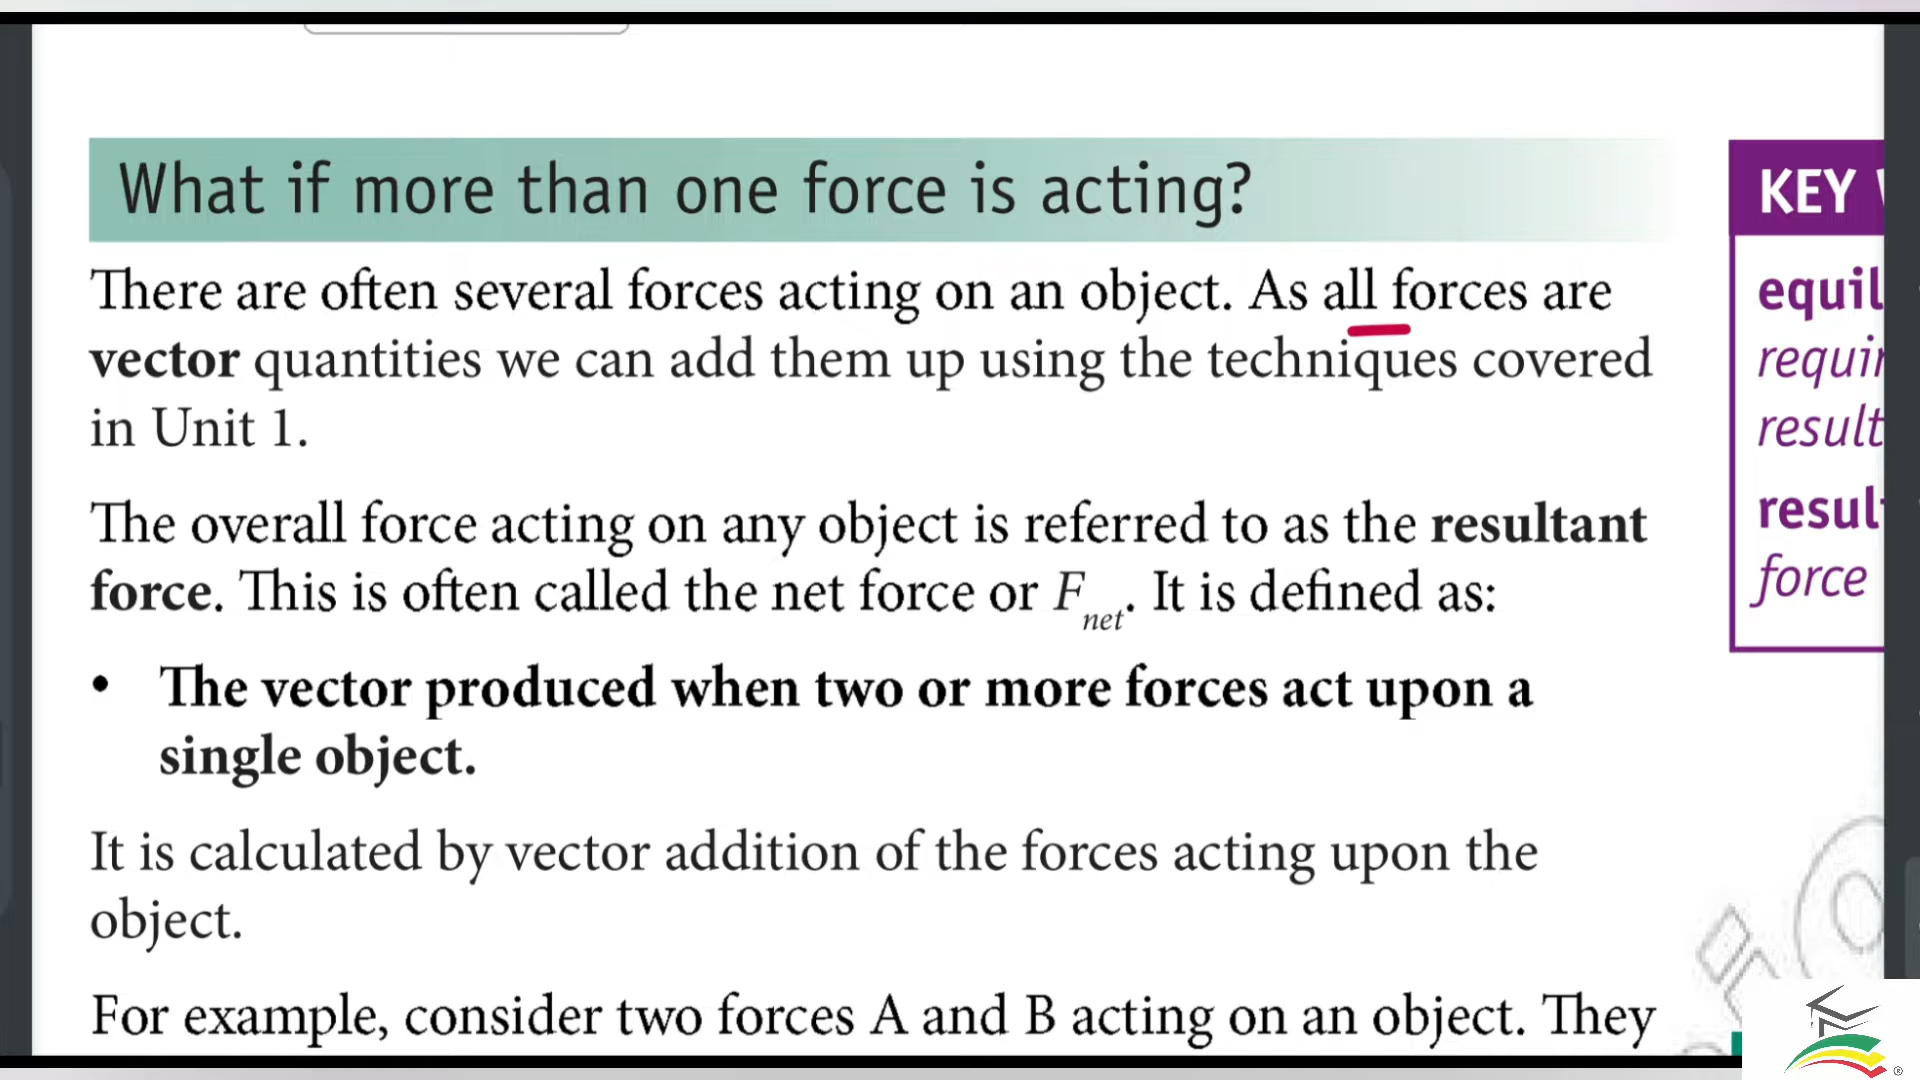 What if more than one force is acting?
There are often several forces acting on an object. As all forces are
vector quantities we can add them up using the techniques covered
in Unit 1.
The overall force acting on any object is referred to as the resultant
force. This is often called the net force or Fnet. It is defined as:
• The vector produced when two or more forces act upon a
single object.
It is calculated by vector addition of the forces acting upon the
object.
For example, consider two forces A and B acting on an object. They
KEY
force
®